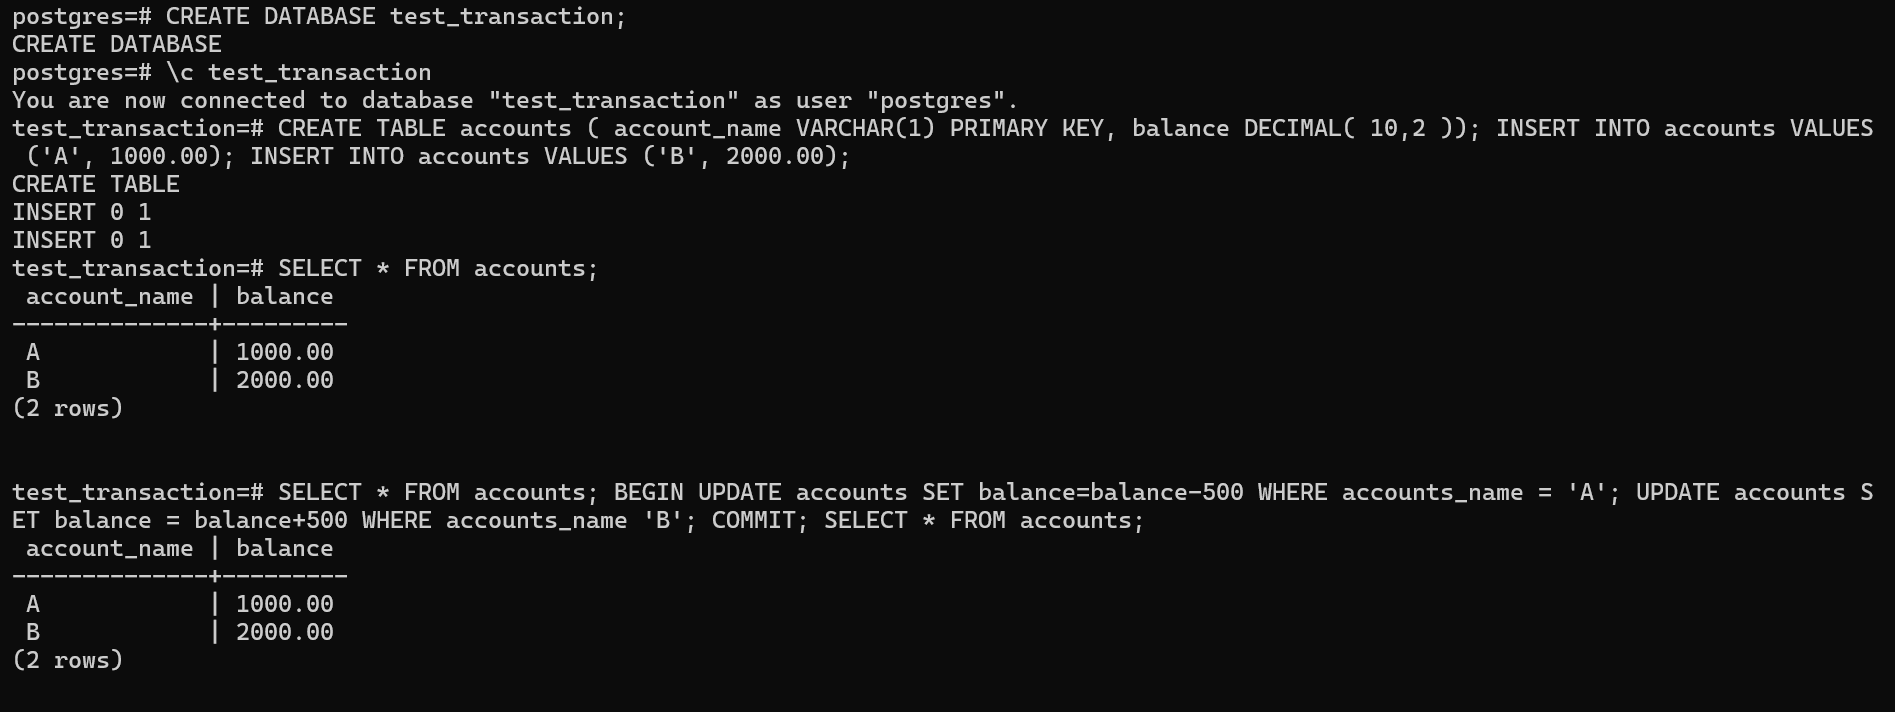 postgres=# CREATE DATABASE test_transaction;
CREATE DATABASE
postgres=# \c test_transaction
You are now connected to database "test_transaction" as user "postgres".
test_transaction=# CREATE TABLE accounts ( account_name VARCHAR(1) PRIMARY KEY, balance DECIMAL( 10,2 )); INSERT INTO accounts VALUES
 ('A', 1000.00); INSERT INTO accounts VALUES ('B', 2000.00);
CREATE TABLE
INSERT 0 1
INSERT 0 1
test_transaction=# SELECT * FROM accounts;
 account_name | balance
--------------+---------
 A            | 1000.00
 B            | 2000.00
(2 rows)
test_transaction=# SELECT * FROM accounts; BEGIN UPDATE accounts SET balance=balance-500 WHERE accounts_name = 'A'; UPDATE accounts S
ET balance = balance+500 WHERE accounts_name 'B'; COMMIT; SELECT * FROM accounts;
 account_name | balance
--------------+---------
 A            | 1000.00
 B            | 2000.00
(2 rows)